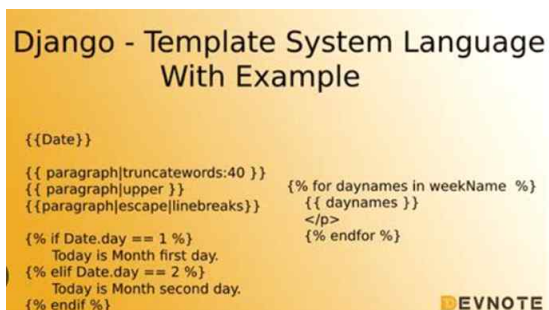 Django - Template System Language
With Example
{{Date}}
{{ paragraph|truncatewords:40 }}
{{ paragraph|upper }}
{{paragraph|escape|linebreaks}}
{% if Date.day == 1 %}
Today is Month first day.
{% elif Date.day == 2 %}
Today is Month second day.
{% endif %}
{% for daynames in weekName  %}
{{ daynames }}
</p>
{% endfor %}
DEVNOTE